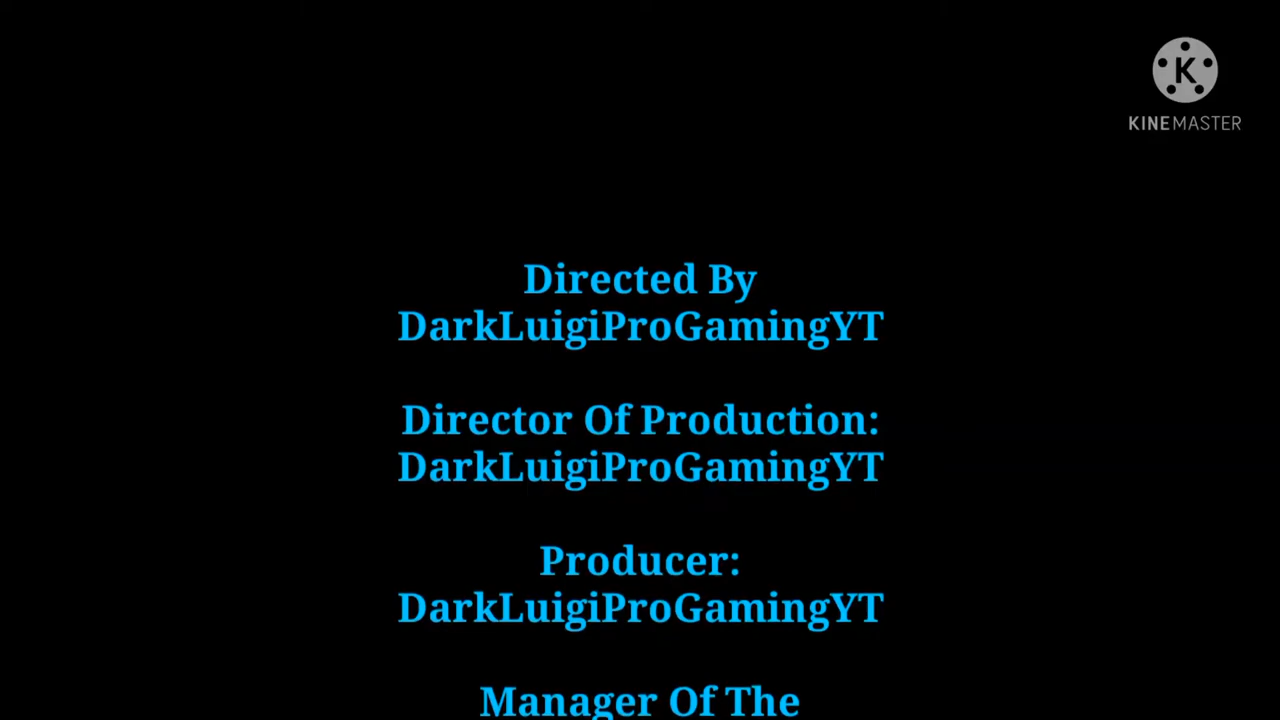 K
KINEMASTER
Directed By
DarkLuigiProGamingYT
Director Of Production:
DarkLuigiProGamingYT
Producer:
DarkLuigiProGamingYT
Manager Of The